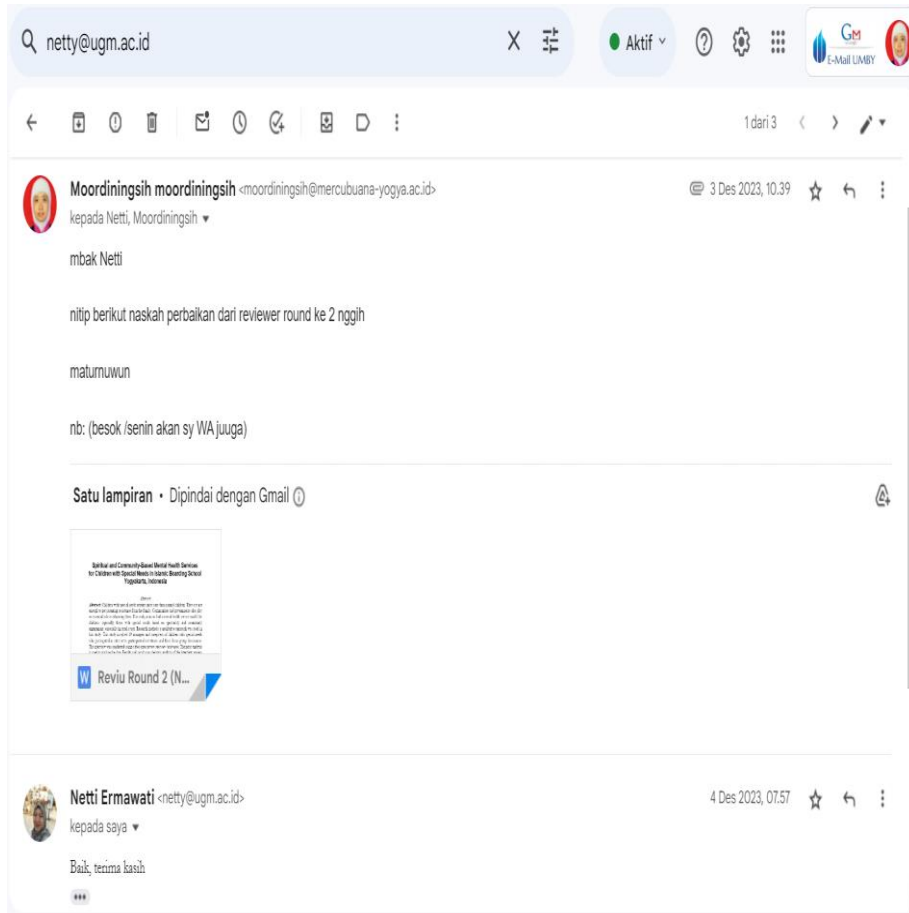 netty@ugm.ac.id
Aktif
GM
E-Mail UMBY
1 dari 3
Moordiningsih moordiningsih <moordiningsih@mercubuana-yogya.ac.id>
3 Des 2023, 10.39
kepada Netti, Moordiningsih
mbak Netti
nitip berikut naskah perbaikan dari reviewer round ke 2 nggih
maturnuwun
nb: (besok /senin akan sy WA juuga)
Satu lampiran • Dipindai dengan Gmail
Spiritual and Community-Based Mental Health Services
for Children with Special Needs in Islamic Boarding School
Yogyakarta, Indonesia
W Reviu Round 2 (N...
Netti Ermawati <netty@ugm.ac.id>
4 Des 2023, 07.57
kepada saya
Baik, terima kasih